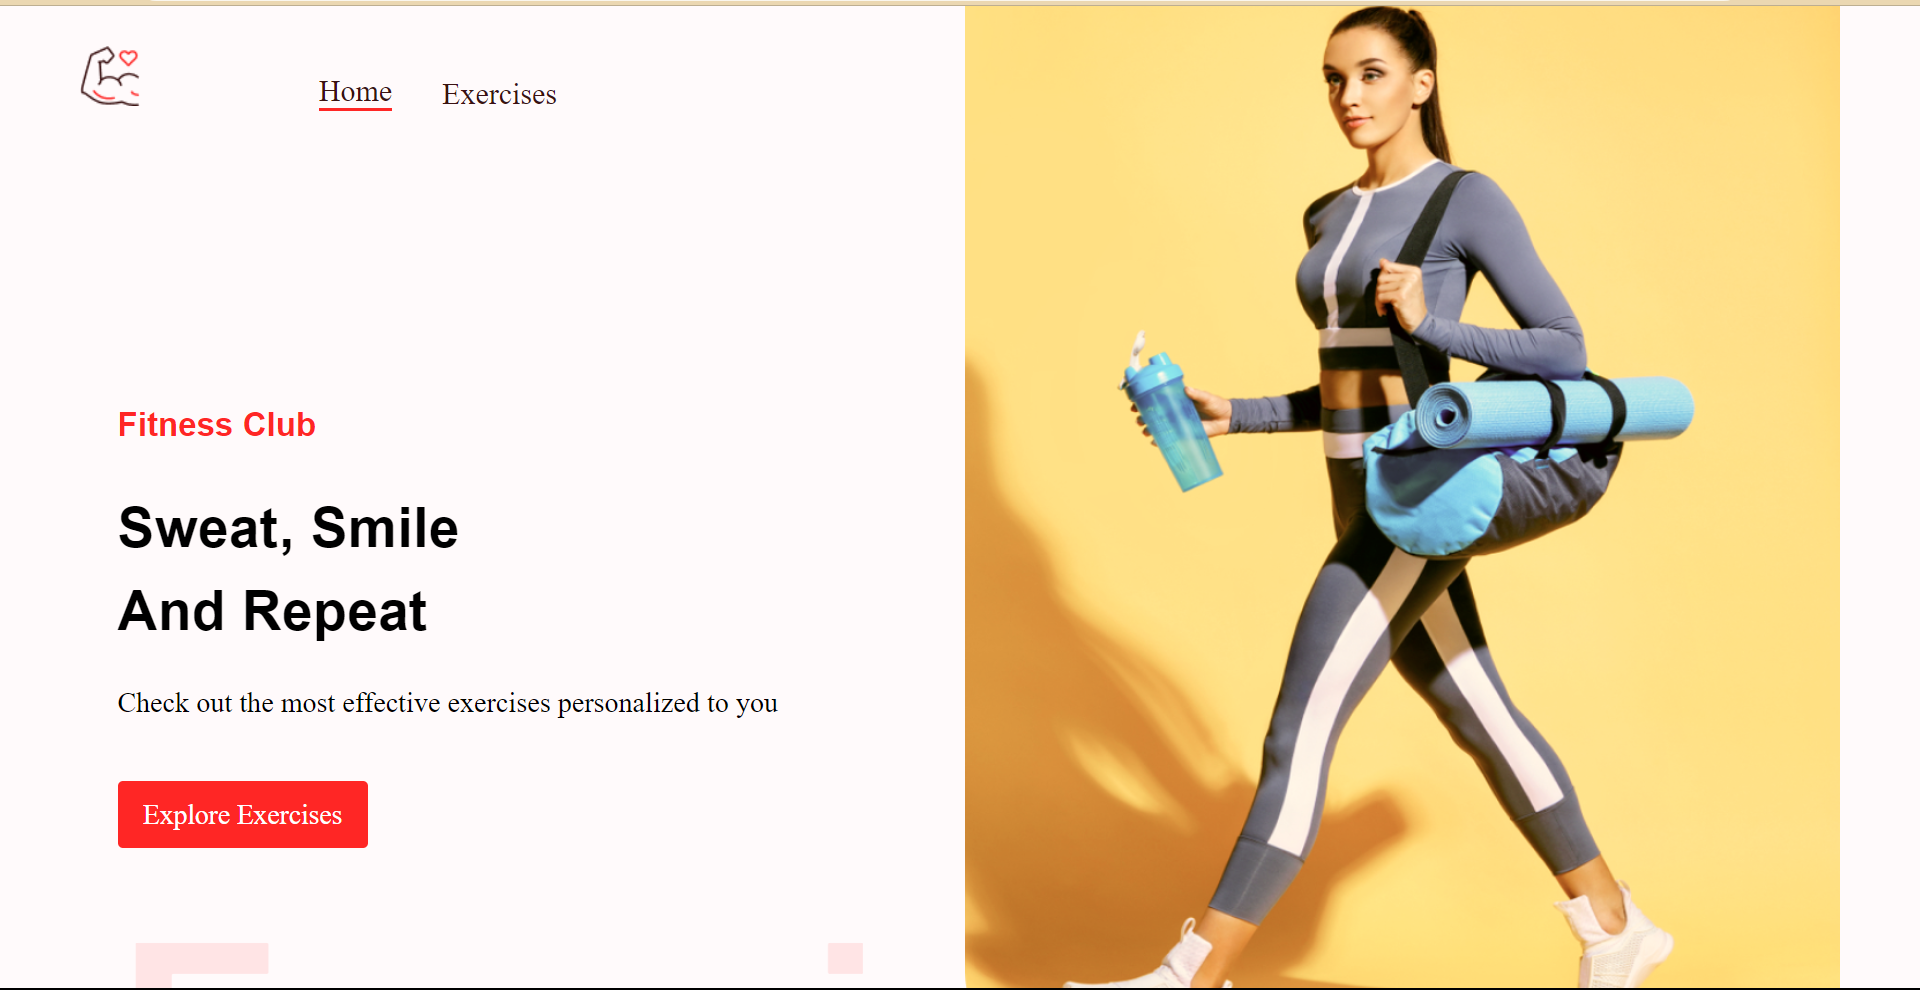 Home
Exercises
Fitness Club
Sweat, Smile
And Repeat
Check out the most effective exercises personalized to you
Explore Exercises